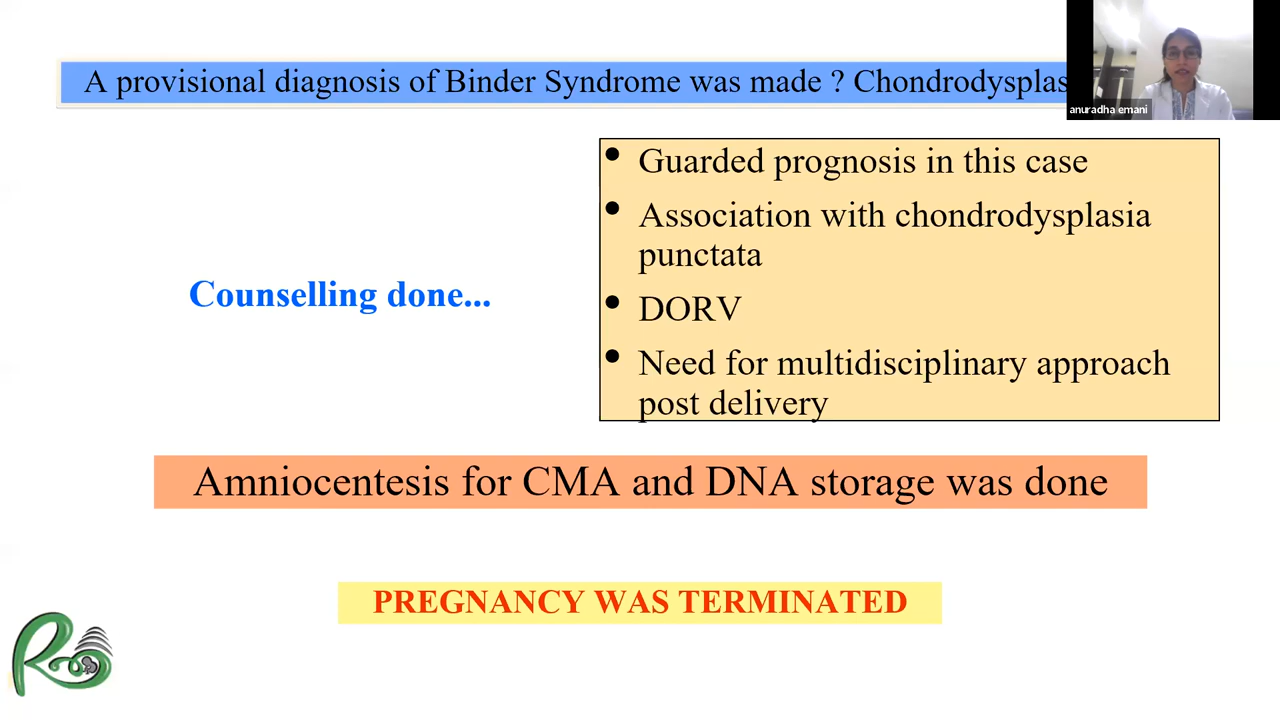 A provisional diagnosis of Binder Syndrome was made ? Chondrodysplas
anuradha emani
• Guarded prognosis in this case
• Association with chondrodysplasia
punctata
Counselling done...
• DORV
• Need for multidisciplinary approach
post delivery
Amniocentesis for CMA and DNA storage was done
PREGNANCY WAS TERMINATED